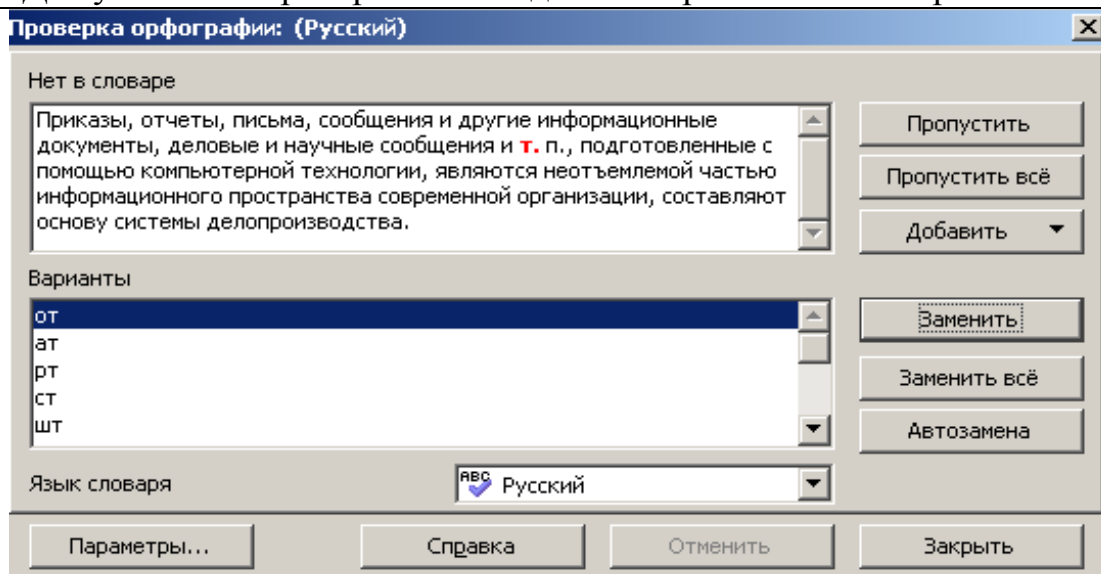 Проверка орфографии: (Русский)
Нет в словаре
Приказы, отчеты, письма, сообщения и другие информационные
документы, деловые и научные сообщения и т. п., подготовленные с
помощью компьютерной технологии, являются неотъемлемой частью
информационного пространства современной организации, составляют
основу системы делопроизводства.
Пропустить
Пропустить всё
Добавить
Варианты
от
ат
рт
ст
шт
Заменить
Заменить всё
Автозамена
Язык словаря
ABC Русский
Параметры...
Справка
Отменить
Закрыть